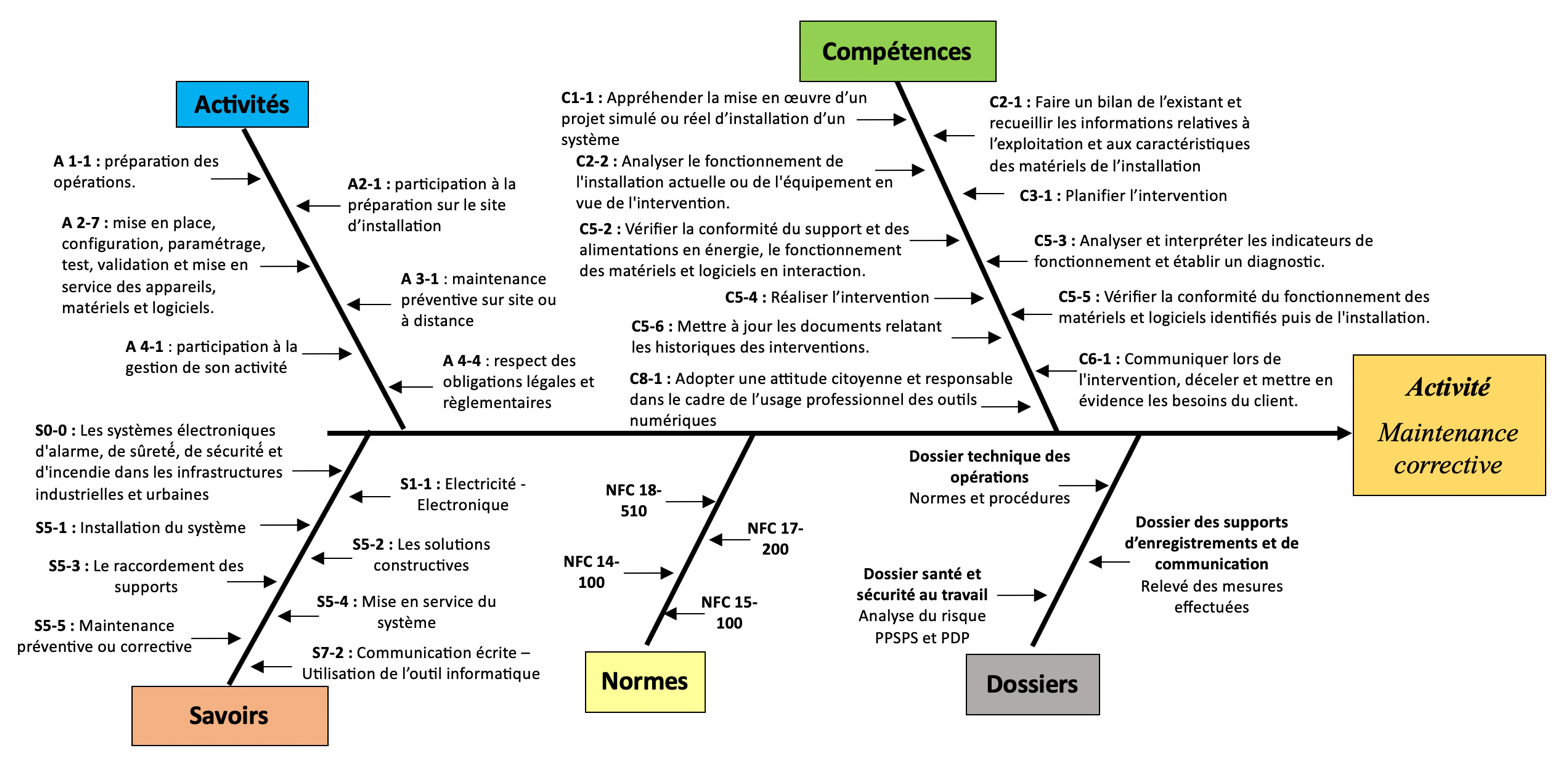 Compétences
Activités
C1-1 : Appréhender la mise en œuvre d’un
projet simulé ou réel d’installation d’un
système
C2-1 : Faire un bilan de l’existant et
recueillir les informations relatives à
l’exploitation et aux caractéristiques
des matériels de l’installation
A 1-1 : préparation des
opérations.
C2-2 : Analyser le fonctionnement de
l'installation actuelle ou de l'équipement en
vue de l'intervention.
A2-1 : participation à la
préparation sur le site
d’installation
C3-1 : Planifier l’intervention
A 2-7 : mise en place,
configuration, paramétrage,
test, validation et mise en
service des appareils,
matériels et logiciels.
C5-2 : Vérifier la conformité du support et des
alimentations en énergie, le fonctionnement
des matériels et logiciels en interaction.
C5-3 : Analyser et interpréter les indicateurs de
fonctionnement et établir un diagnostic.
A 3-1 : maintenance
préventive sur site ou
à distance
C5-4 : Réaliser l’intervention
C5-5 : Vérifier la conformité du fonctionnement des
matériels et logiciels identifiés puis de l'installation.
C5-6 : Mettre à jour les documents relatant
les historiques des interventions.
A 4-1 : participation à la
gestion de son activité
A 4-4 : respect des
obligations légales et
règlementaires
C6-1 : Communiquer lors de
l'intervention, déceler et mettre en
évidence les besoins du client.
C8-1 : Adopter une attitude citoyenne et responsable
dans le cadre de l’usage professionnel des outils
numériques
Activité
Maintenance
corrective
S0-0 : Les systèmes électroniques
d'alarme, de sûreté, de sécurité et
d'incendie dans les infrastructures
industrielles et urbaines
S1-1 : Electricité -
Electronique
S5-1 : Installation du système
S5-2 : Les solutions
constructives
S5-3 : Le raccordement des
supports
S5-4 : Mise en service du
système
S5-5 : Maintenance
préventive ou corrective
S7-2 : Communication écrite –
Utilisation de l’outil informatique
Savoirs
NFC 18-
510
NFC 17-
200
NFC 14-
100
NFC 15-
100
Normes
Dossier technique des
opérations
Normes et procédures
Dossier des supports
d’enregistrements et de
communication
Relevé des mesures
effectuées
Dossier santé et
sécurité au travail
Analyse du risque
PPSPS et PDP
Dossiers